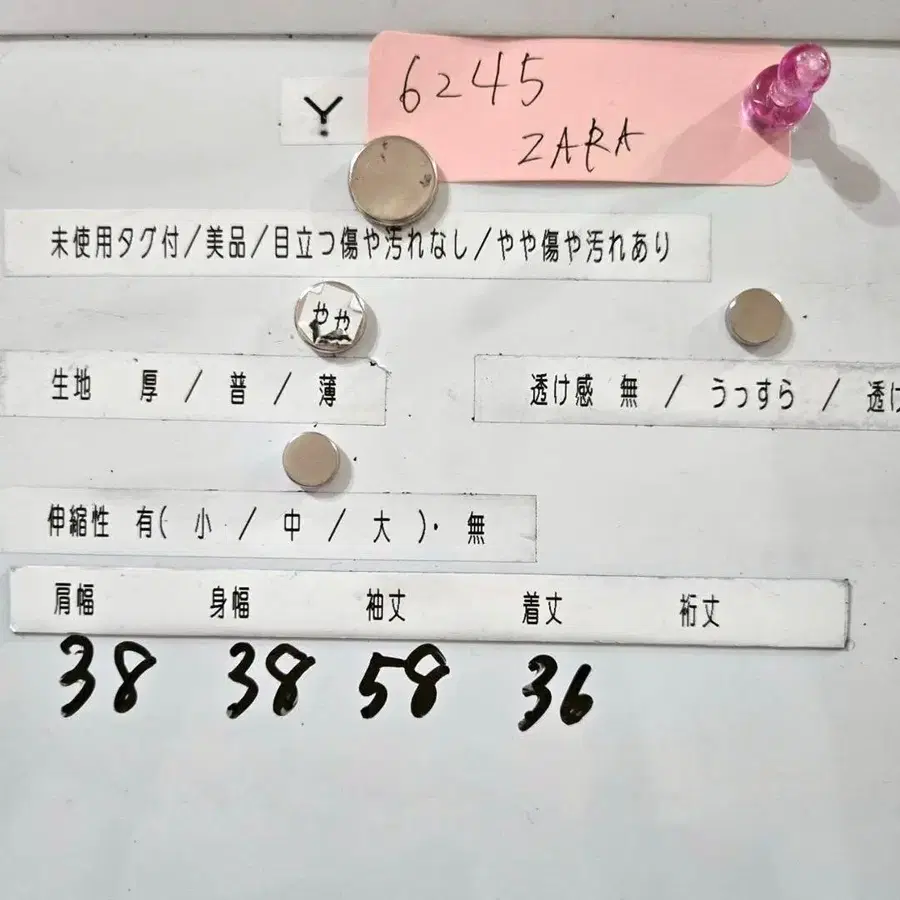 6245
Y
ZARA
未使用タグ付/美品/目立つ傷や汚れなし/やや傷や汚れあり
やや
生地 厚 / 普 / 薄
透け感 無 / うっすら / 透け
伸縮性 有( 小 / 中 / 大 )・ 無
肩幅 身幅 袖丈 着丈 裄丈
38 38 58 36